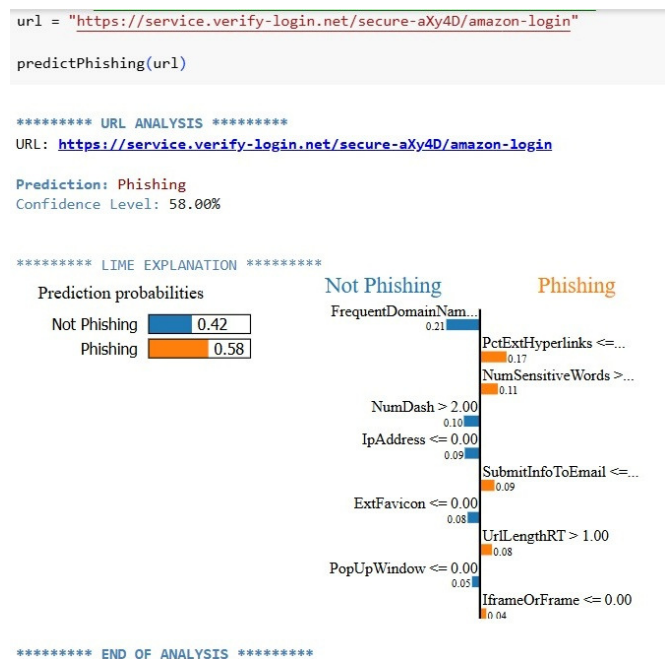 url = "https://service.verify-login.net/secure-aXy4D/amazon-login"
predictPhishing(url)
********* URL ANALYSIS *********
URL: https://service.verify-login.net/secure-aXy4D/amazon-login
Prediction: Phishing
Confidence Level: 58.00%
********* LIME EXPLANATION *********
Prediction probabilities
Not Phishing 0.42
Phishing 0.58
Not Phishing Phishing
FrequentDomainNam...
0.21
PctExtHyperlinks <=...
0.17
NumSensitiveWords >...
0.11
NumDash > 2.00
0.10
IpAddress <= 0.00
0.09
SubmitInfoToEmail <=...
0.09
ExtFavicon <= 0.00
0.08
UrlLengthRT > 1.00
0.08
PopUpWindow <= 0.00
0.05
IframeOrFrame <= 0.00
0.04
********* END OF ANALYSIS *********